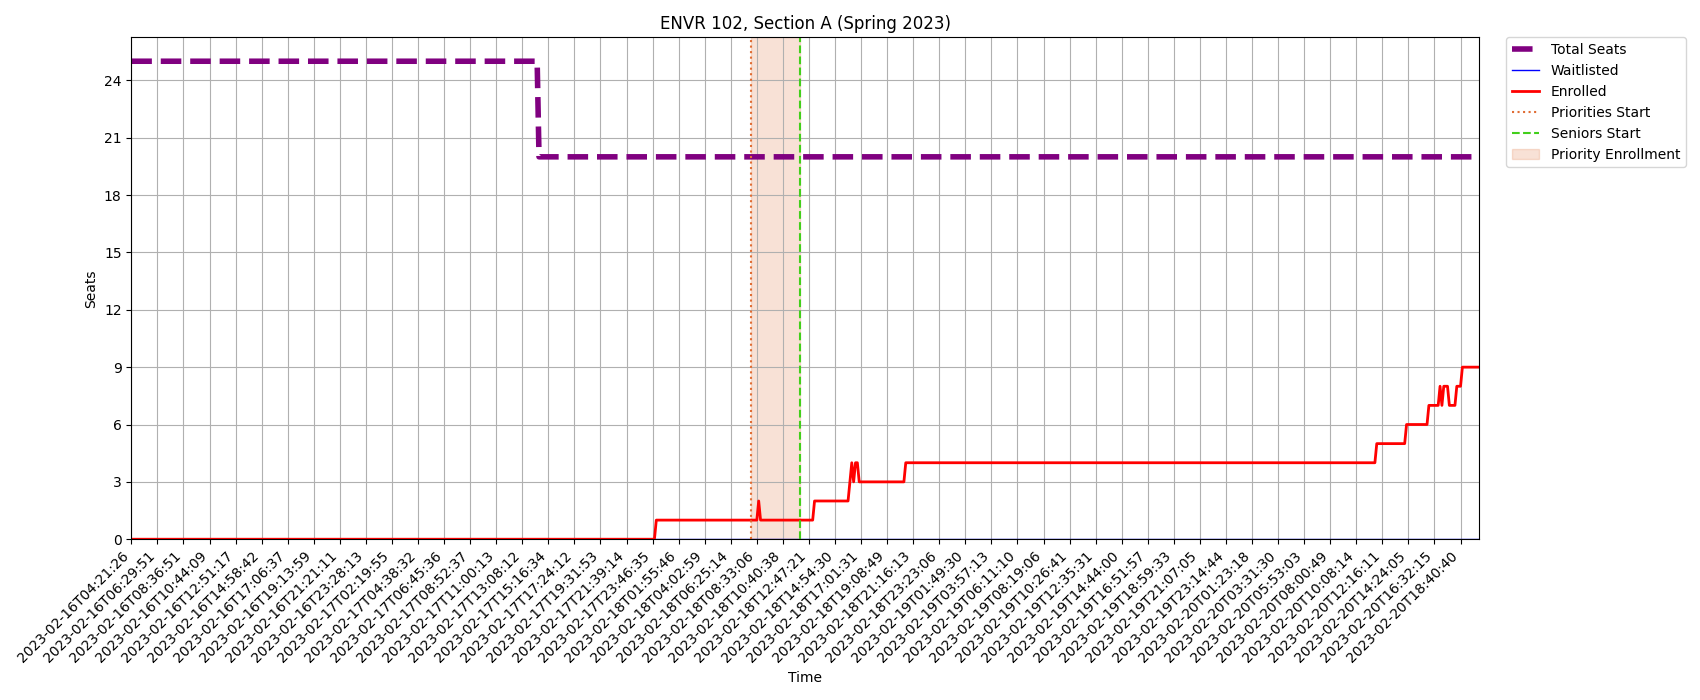 ENVR 102, Section A (Spring 2023)
Total Seats
Waitlisted
Enrolled
Priorities Start
Seniors Start
Priority Enrollment
Seats
24
21
18
15
12
9
6
3
0
2023-02-16T04:21:26
2023-02-16T06:29:51
2023-02-16T08:36:51
2023-02-16T10:44:09
2023-02-16T12:51:17
2023-02-16T14:58:42
2023-02-16T17:06:37
2023-02-16T19:13:59
2023-02-16T21:21:11
2023-02-16T23:28:13
2023-02-17T02:19:55
2023-02-17T04:38:32
2023-02-17T06:45:36
2023-02-17T08:52:37
2023-02-17T11:00:13
2023-02-17T13:08:12
2023-02-17T15:16:34
2023-02-17T17:24:12
2023-02-17T19:31:53
2023-02-17T21:39:14
2023-02-17T23:46:35
2023-02-18T01:55:46
2023-02-18T04:02:59
2023-02-18T06:25:14
2023-02-18T08:33:06
2023-02-18T10:40:38
2023-02-18T12:47:21
2023-02-18T14:54:30
2023-02-18T17:01:31
2023-02-18T19:08:49
2023-02-18T21:16:13
2023-02-18T23:23:06
2023-02-19T01:49:30
2023-02-19T03:57:13
2023-02-19T06:11:10
2023-02-19T08:19:06
2023-02-19T10:26:41
2023-02-19T12:35:31
2023-02-19T14:44:00
2023-02-19T16:51:57
2023-02-19T18:59:33
2023-02-19T21:07:05
2023-02-19T23:14:44
2023-02-20T01:23:18
2023-02-20T03:31:30
2023-02-20T05:53:03
2023-02-20T08:00:49
2023-02-20T10:08:14
2023-02-20T12:16:11
2023-02-20T14:24:05
2023-02-20T16:32:15
2023-02-20T18:40:40
Time